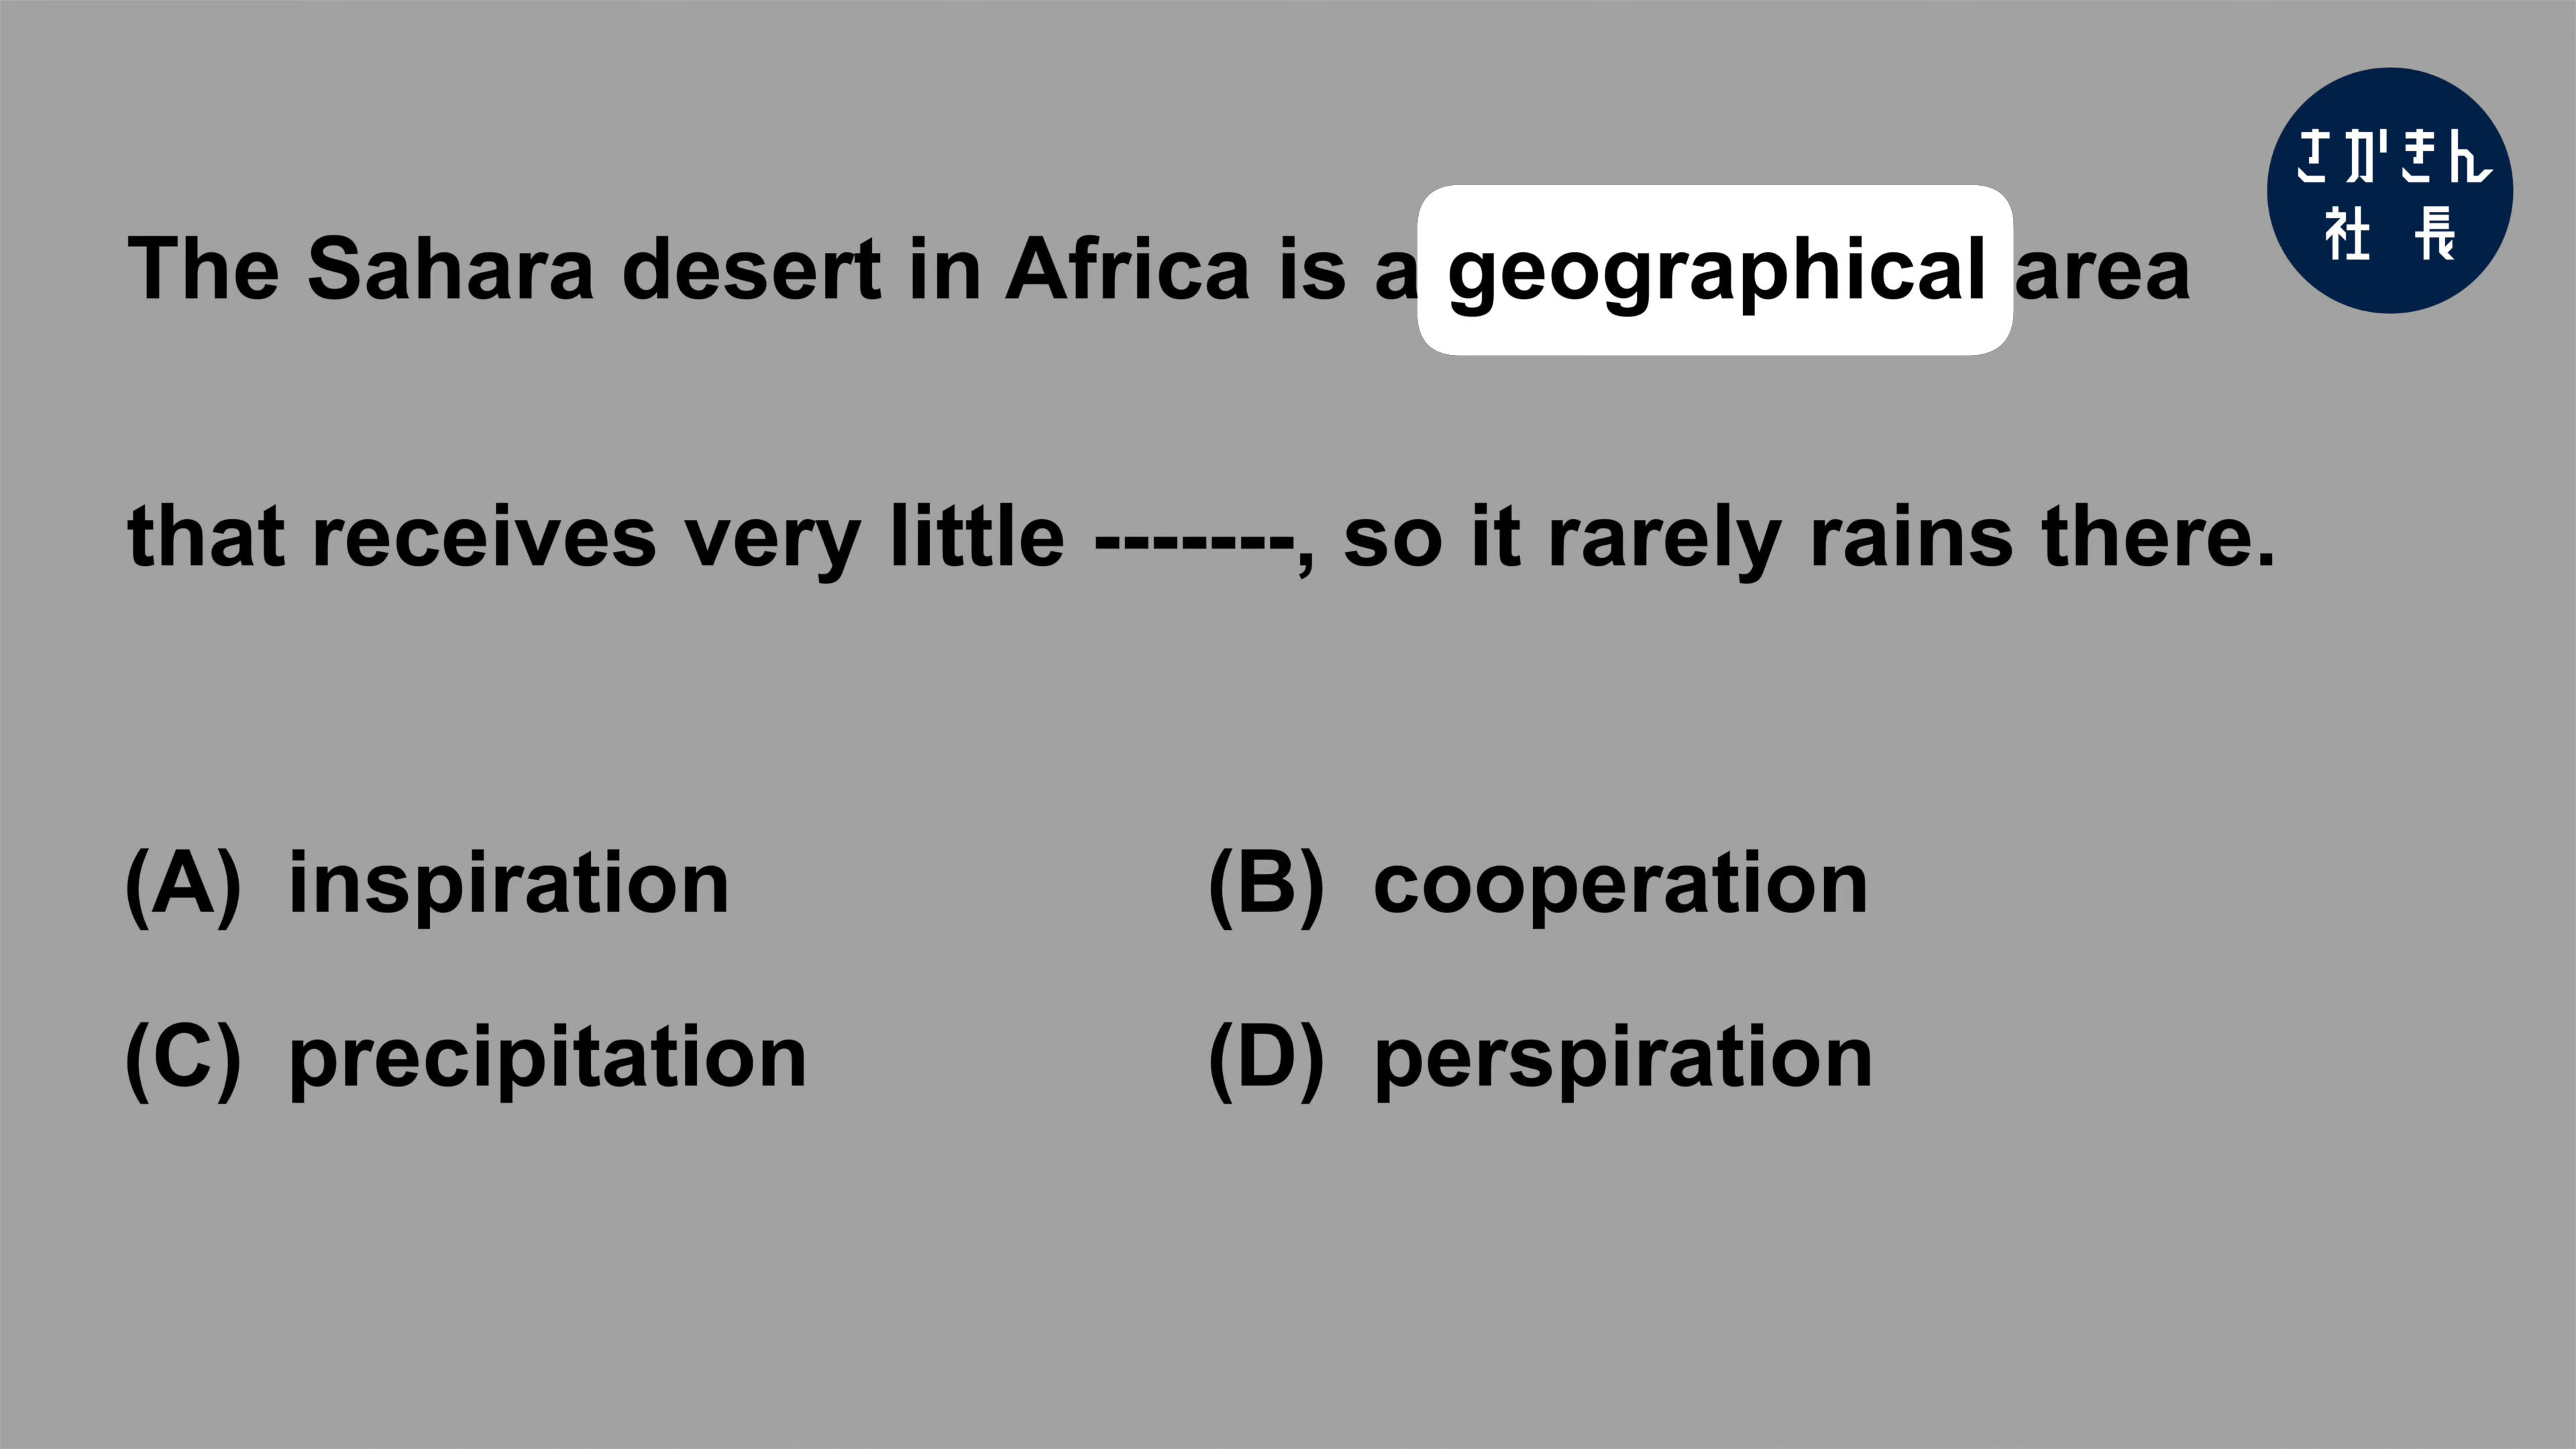 さかきん
社長
The Sahara desert in Africa is a geographical area
that receives very little -------, so it rarely rains there.
(A) inspiration
(B) cooperation
(C) precipitation
(D) perspiration